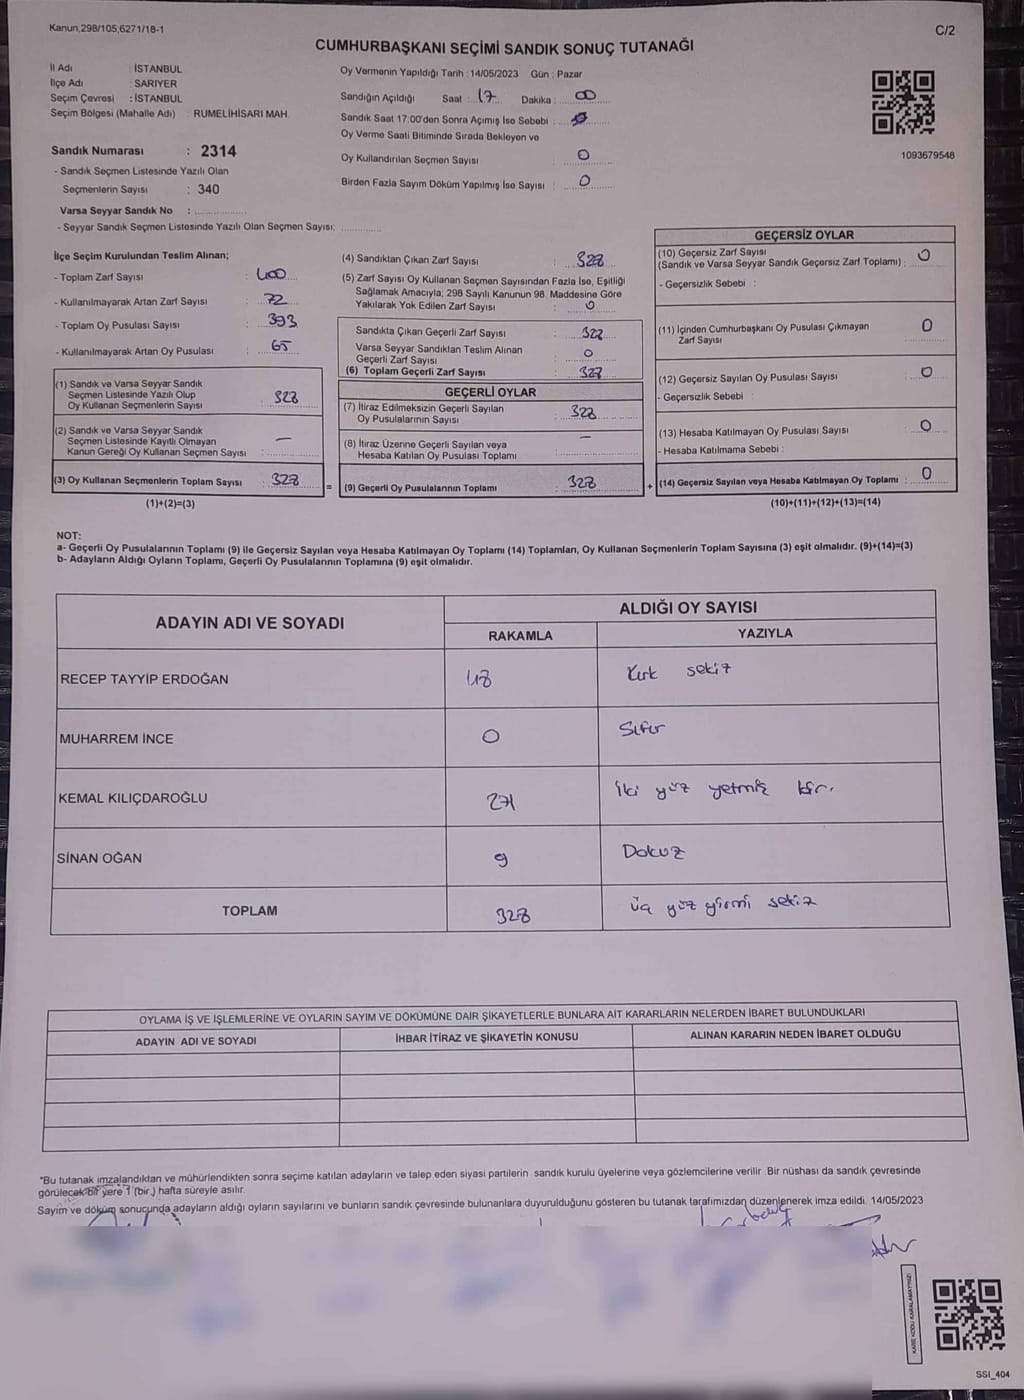 Kanun,298/105,6271/18-1
C/2
CUMHURBAŞKANI SEÇİMİ SANDIK SONUÇ TUTANAĞI
İl Adı : İSTANBUL
İlçe Adı : SARIYER
Seçim Çevresi : İSTANBUL
Seçim Bölgesi (Mahalle Adı) : RUMELİHİSARI MAH.
Sandık Numarası : 2314
- Sandık Seçmen Listesinde Yazılı Olan
Seçmenlerin Sayısı : 340
Varsa Seyyar Sandık No : ................
- Seyyar Sandık Seçmen Listesinde Yazılı Olan Seçmen Sayısı: ............
Oy Vermenin Yapıldığı Tarih : 14/05/2023 Gün : Pazar
Sandığın Açıldığı Saat : 17 Dakika : 00
Sandık Saat 17:00'den Sonra Açımış İse Sebebi :
Oy Verme Saati Bitiminde Sırada Bekleyen ve
Oy Kullandırılan Seçmen Sayısı : 0
Birden Fazla Sayım Döküm Yapılmış İse Sayısı : 0
1093679548
İlçe Seçim Kurulundan Teslim Alınan;
- Toplam Zarf Sayısı : 400
- Kullanılmayarak Artan Zarf Sayısı : 72
- Toplam Oy Pusulası Sayısı : 393
- Kullanılmayarak Artan Oy Pusulası : 65
(1) Sandık ve Varsa Seyyar Sandık
Seçmen Listesinde Yazılı Olup
Oy Kullanan Seçmenlerin Sayısı : 328
(2) Sandık ve Varsa Seyyar Sandık
Seçmen Listesinde Kayıtlı Olmayan
Kanun Gereği Oy Kullanan Seçmen Sayısı : —
(3) Oy Kullanan Seçmenlerin Toplam Sayısı : 328
(1)+(2)=(3)
(4) Sandıktan Çıkan Zarf Sayısı : 328
(5) Zarf Sayısı Oy Kullanan Seçmen Sayısından Fazla İse, Eşitliği
Sağlamak Amacıyla; 298 Sayılı Kanunun 98. Maddesine Göre
Yakılarak Yok Edilen Zarf Sayısı : 0
Sandıkta Çıkan Geçerli Zarf Sayısı : 328
Varsa Seyyar Sandıktan Teslim Alınan
Geçerli Zarf Sayısı : 0
(6) Toplam Geçerli Zarf Sayısı : 328
GEÇERLİ OYLAR
(7) İtiraz Edilmeksizin Geçerli Sayılan
Oy Pusulalarının Sayısı : 328
(8) İtiraz Üzerine Geçerli Sayılan veya
Hesaba Katılan Oy Pusulası Toplamı : —
= (9) Geçerli Oy Pusulalarının Toplamı : 328
GEÇERSİZ OYLAR
(10) Geçersiz Zarf Sayısı
(Sandık ve Varsa Seyyar Sandık Geçersiz Zarf Toplamı) : 0
- Geçersizlik Sebebi :
(11) İçinden Cumhurbaşkanı Oy Pusulası Çıkmayan
Zarf Sayısı : 0
(12) Geçersiz Sayılan Oy Pusulası Sayısı : 0
- Geçersizlik Sebebi :
(13) Hesaba Katılmayan Oy Pusulası Sayısı : 0
- Hesaba Katılmama Sebebi :
+ (14) Geçersiz Sayılan veya Hesaba Katılmayan Oy Toplamı : 0
(10)+(11)+(12)+(13)=(14)
NOT:
a- Geçerli Oy Pusulalarının Toplamı (9) ile Geçersiz Sayılan veya Hesaba Katılmayan Oy Toplamı (14) Toplamları, Oy Kullanan Seçmenlerin Toplam Sayısına (3) eşit olmalıdır. (9)+(14)=(3)
b- Adayların Aldığı Oyların Toplamı, Geçerli Oy Pusulalarının Toplamına (9) eşit olmalıdır.
ADAYIN ADI VE SOYADI
ALDIĞI OY SAYISI
RAKAMLA YAZIYLA
RECEP TAYYİP ERDOĞAN 48 Kırk sekiz
MUHARREM İNCE 0 Sıfır
KEMAL KILIÇDAROĞLU 271 İki yüz yetmiş bir.
SİNAN OĞAN 9 Dokuz
TOPLAM 328 üç yüz yirmi sekiz
OYLAMA İŞ VE İŞLEMLERİNE VE OYLARIN SAYIM VE DÖKÜMÜNE DAİR ŞİKAYETLERLE BUNLARA AİT KARARLARIN NELERDEN İBARET BULUNDUKLARI
ADAYIN ADI VE SOYADI İHBAR İTİRAZ VE ŞİKAYETİN KONUSU ALINAN KARARIN NEDEN İBARET OLDUĞU
*Bu tutanak imzalandıktan ve mühürlendikten sonra seçime katılan adayların ve talep eden siyasi partilerin sandık kurulu üyelerine veya gözlemcilerine verilir. Bir nüshası da sandık çevresinde
görülecek bir yere 1 (bir.) hafta süreyle asılır.
Sayım ve döküm sonucunda adayların aldığı oyların sayılarını ve bunların sandık çevresinde bulunanlara duyurulduğunu gösteren bu tutanak tarafımızdan düzenlenerek imza edildi. 14/05/2023
KARE KODU KARALAMAYINIZ!
SSI_404